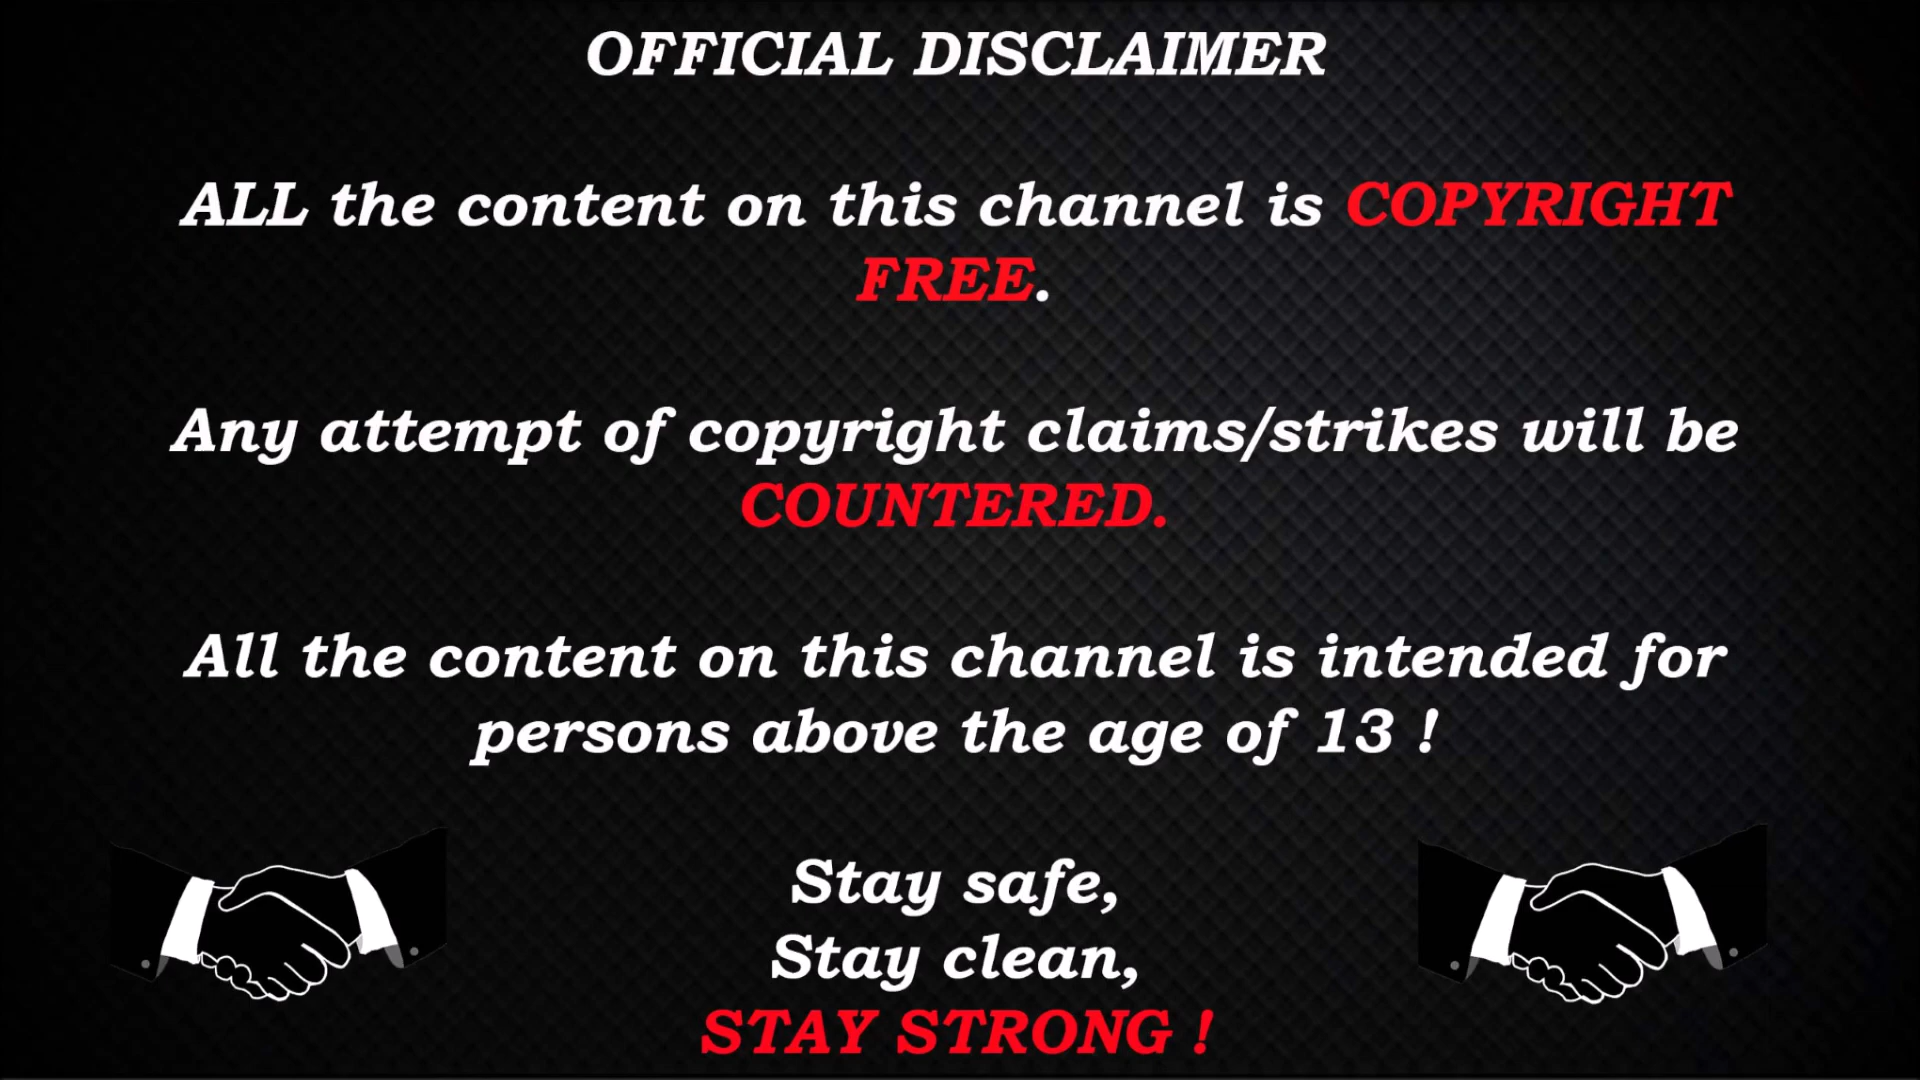 OFFICIAL DISCLAIMER
ALL the content on this channel is COPYRIGHT
FREE.
Any attempt of copyright claims/strikes will be
COUNTERED.
All the content on this channel is intended for
persons above the age of 13 !
Stay safe,
Stay clean,
STAY STRONG !